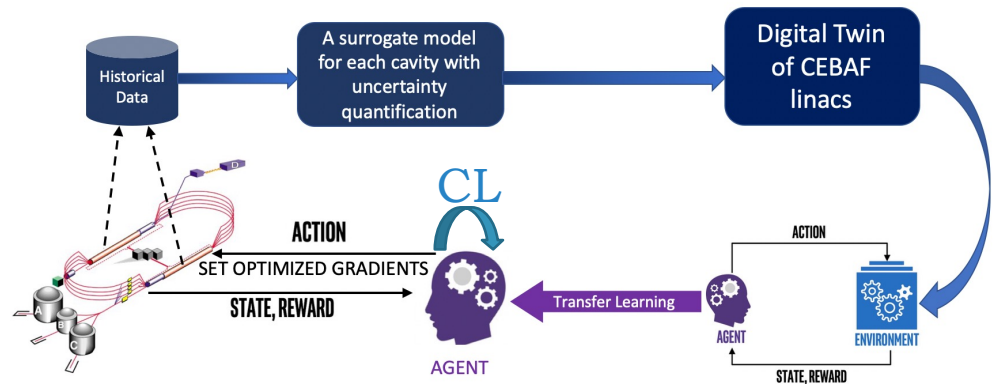 Historical
Data
A surrogate model
for each cavity with
uncertainty
quantification
Digital Twin
of CEBAF
linacs
D
CL
ACTION
SET OPTIMIZED GRADIENTS
STATE, REWARD
A
B
C
AGENT
Transfer Learning
ACTION
AGENT
ENVIRONMENT
STATE, REWARD